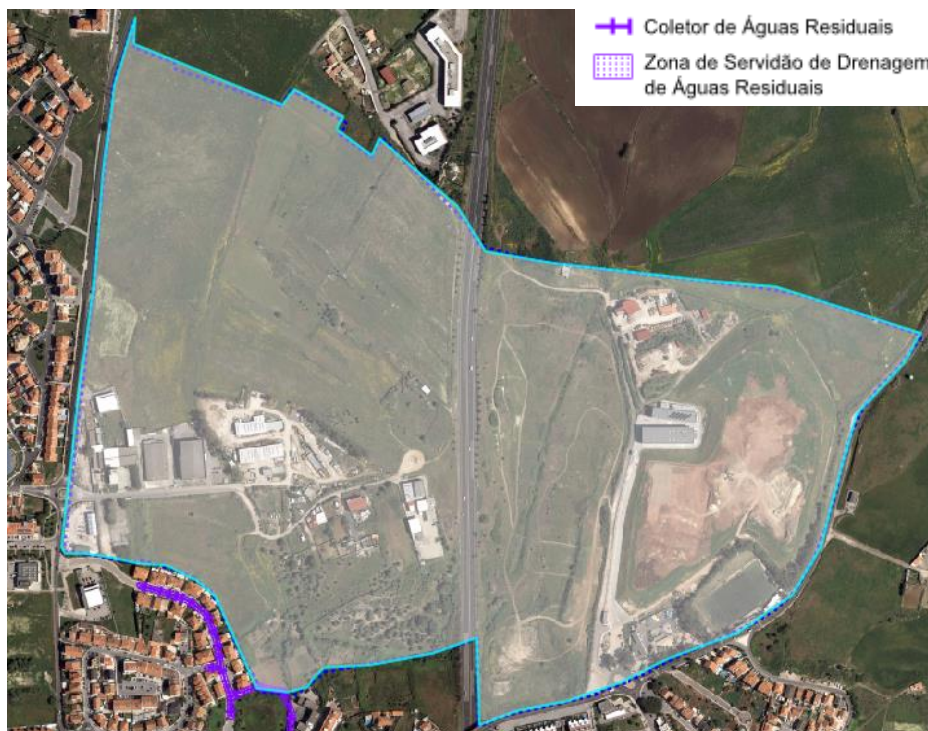 Coletor de Águas Residuais
Zona de Servidão de Drenagem
de Águas Residuais